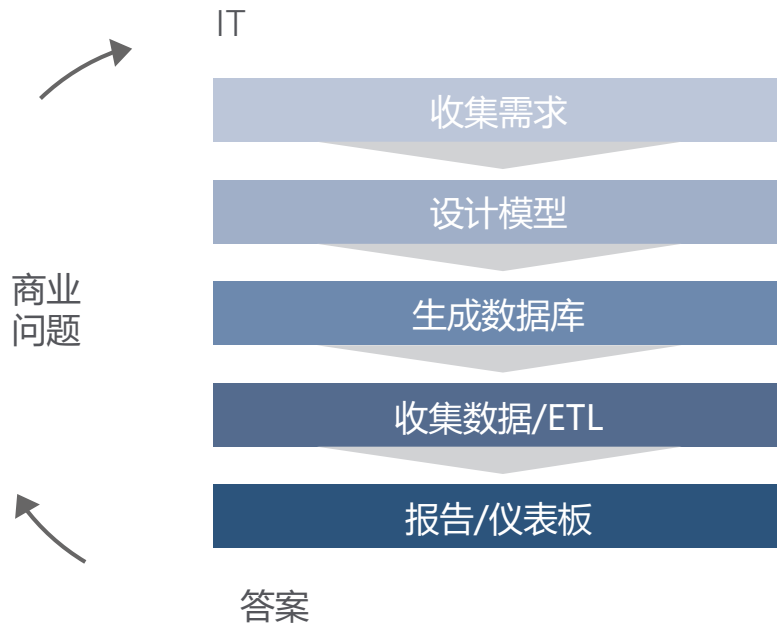 IT
收集需求
设计模型
商业
问题
生成数据库
收集数据/ETL
报告/仪表板
答案